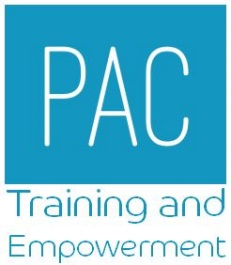 PAC
Training and
Empowerment